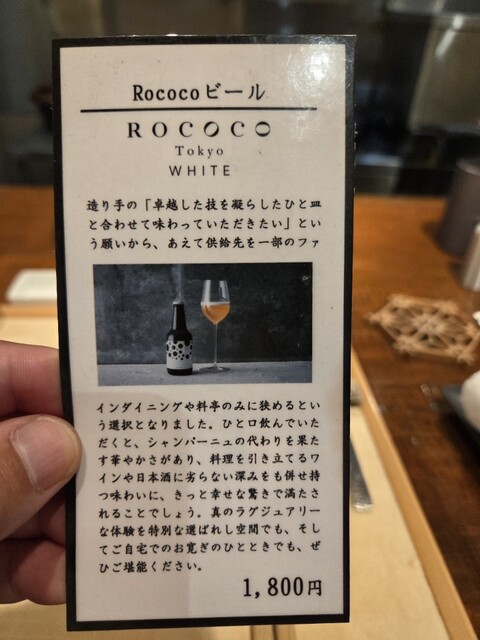 Rococoビール
ROCOCO
Tokyo
WHITE
造り手の「卓越した技を凝らしたひと皿
と合わせて味わっていただきたい」とい
う願いから、あえて供給先を一部のファ
インダイニングや料亭のみに狭めるとい
う選択となりました。ひと口飲んでいた
だくと、シャンパーニュの代わりを果た
す華やかさがあり、料理を引き立てるワ
インや日本酒に劣らない深みをも併せ持
つ味わいに、きっと幸せな驚きで満たさ
れることでしょう。真のラグジュアリー
な体験を特別な選ばれし空間でも、そし
てご自宅でのお寛ぎのひとときでも、ぜ
ひご堪能ください。
1,800円